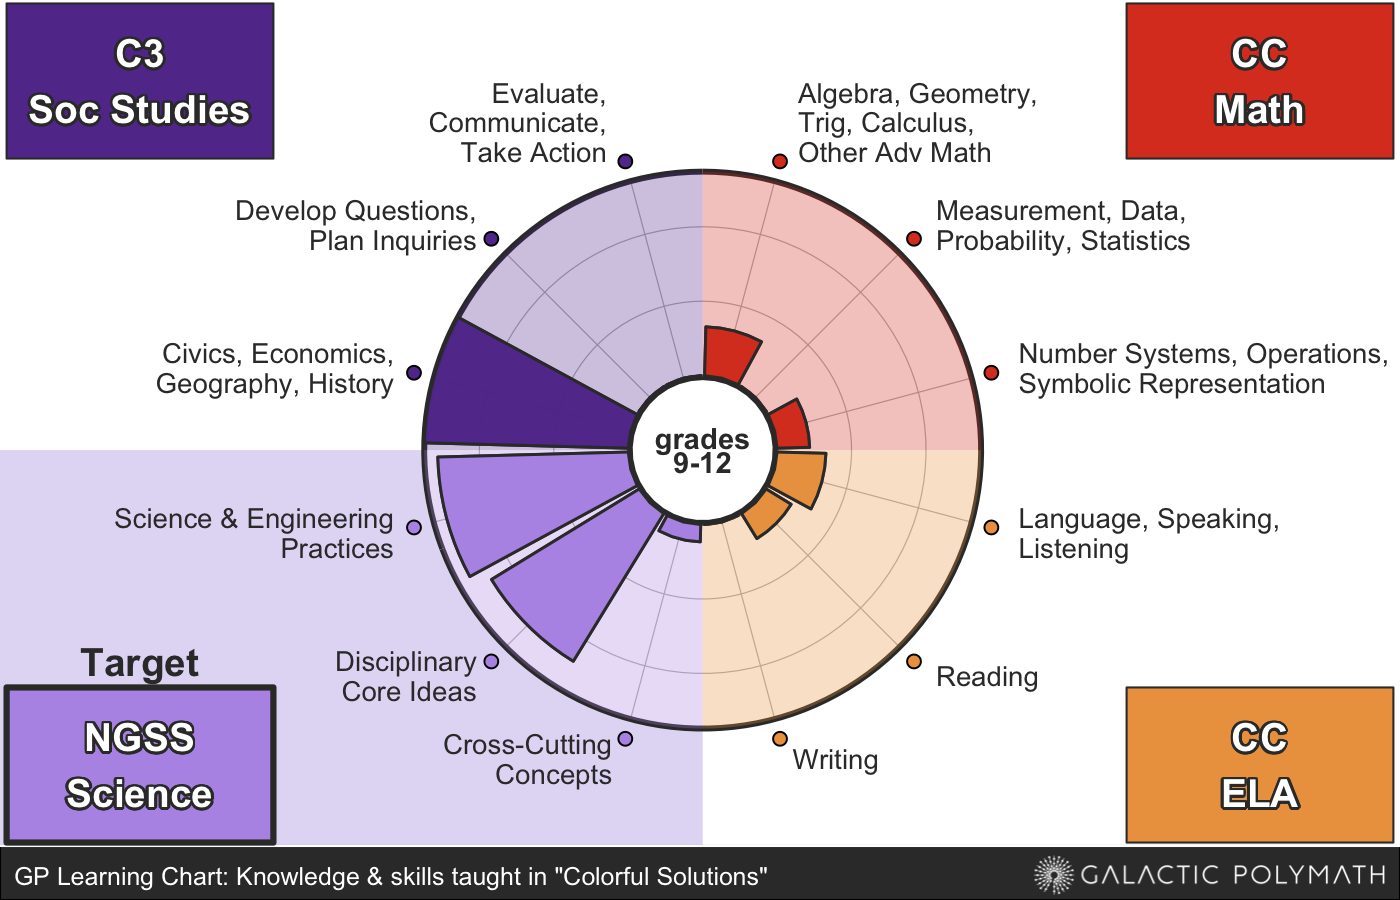 C3
Soc Studies
CC
Math
Evaluate,
Communicate,
Take Action
Algebra, Geometry,
Trig, Calculus,
Other Adv Math
Develop Questions,
Plan Inquiries
Measurement, Data,
Probability, Statistics
Civics, Economics,
Geography, History
Number Systems, Operations,
Symbolic Representation
grades
9-12
Science & Engineering
Practices
Language, Speaking,
Listening
Disciplinary
Core Ideas
Reading
Cross-Cutting
Concepts
Writing
Target
NGSS
Science
CC
ELA
GP Learning Chart: Knowledge & skills taught in "Colorful Solutions"
GALACTIC POLYMATH